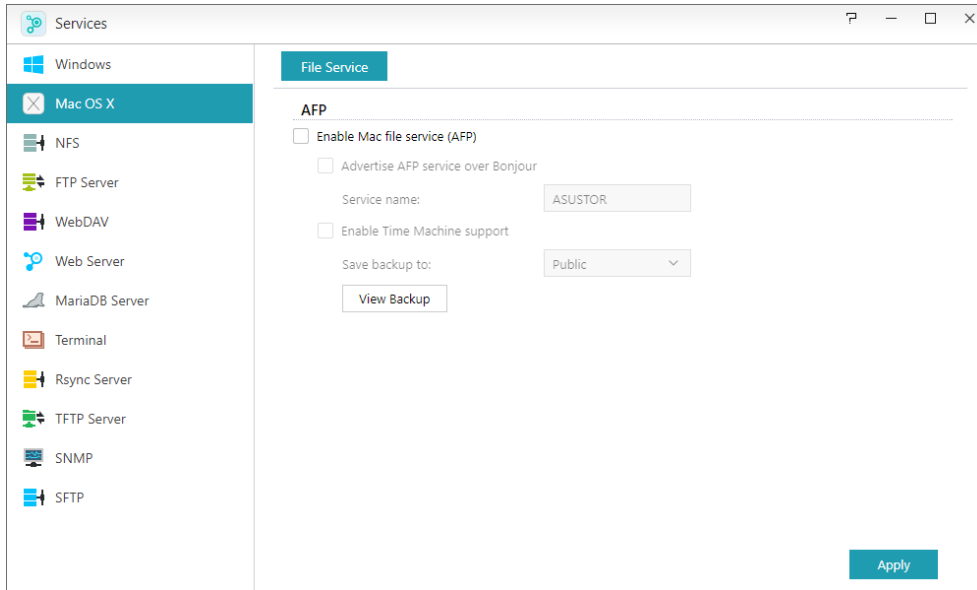 Services
Windows
Mac OS X
NFS
FTP Server
WebDAV
Web Server
MariaDB Server
Terminal
Rsync Server
TFTP Server
SNMP
SFTP
File Service
AFP
Enable Mac file service (AFP)
Advertise AFP service over Bonjour
Service name: ASUSTOR
Enable Time Machine support
Save backup to: Public
View Backup
Apply